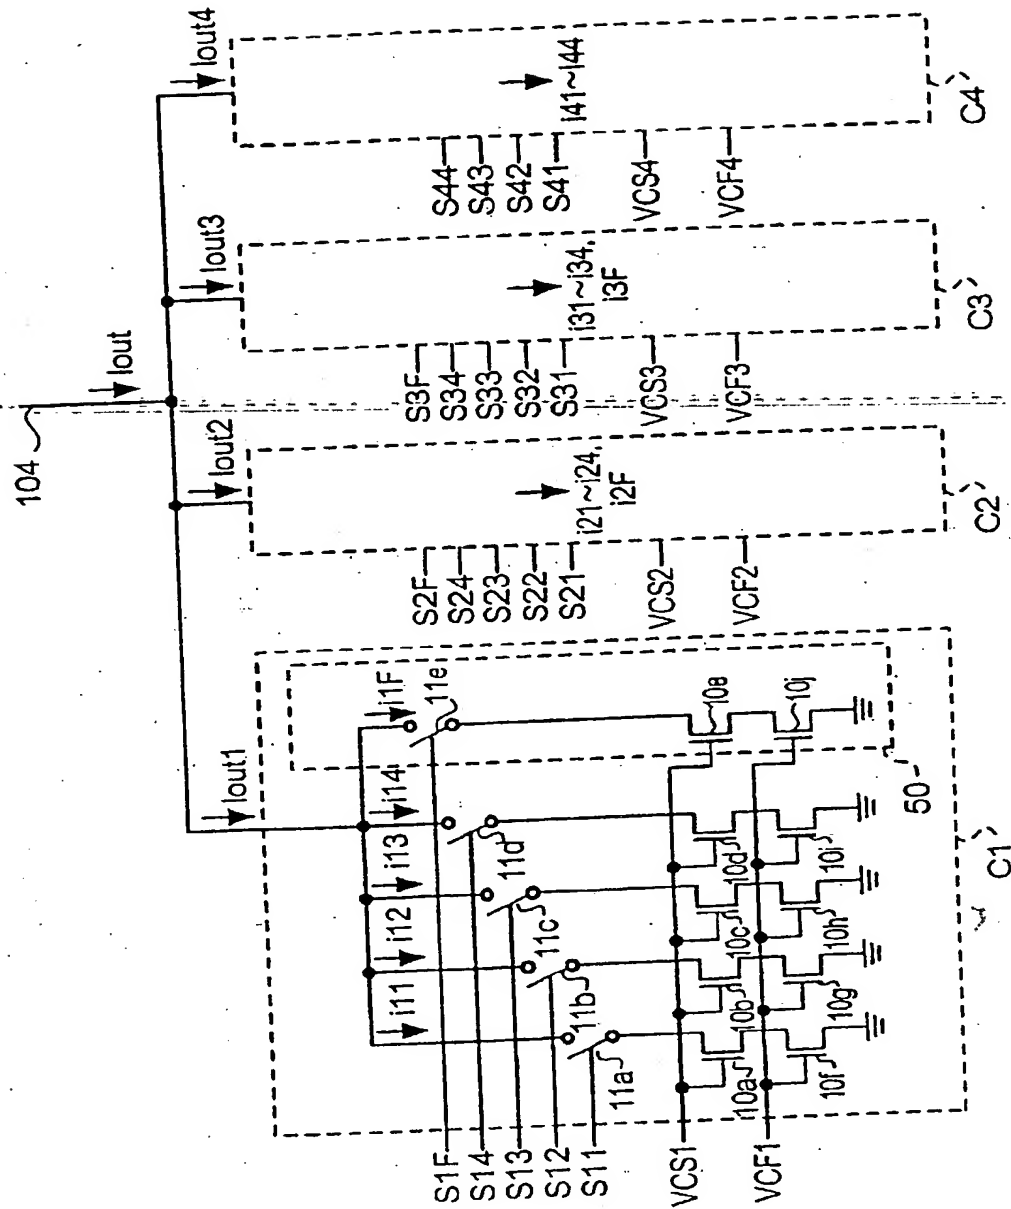 104
Iout
Iout1
Iout2
Iout3
Iout4
i11
i12
i13
i14
i1F
11a
11b
11c
11d
11e
S1F
S14
S13
S12
S11
VCS1
VCF1
10a
10b
10c
10d
10f
10g
10h
10i
10j
50
C1
S2F
S24
S23
S22
S21
VCS2
VCF2
i21~i24,
i2F
C2
S3F
S34
S33
S32
S31
VCS3
VCF3
i31~i34,
i3F
C3
S44
S43
S42
S41
VCS4
VCF4
i41~i44
C4